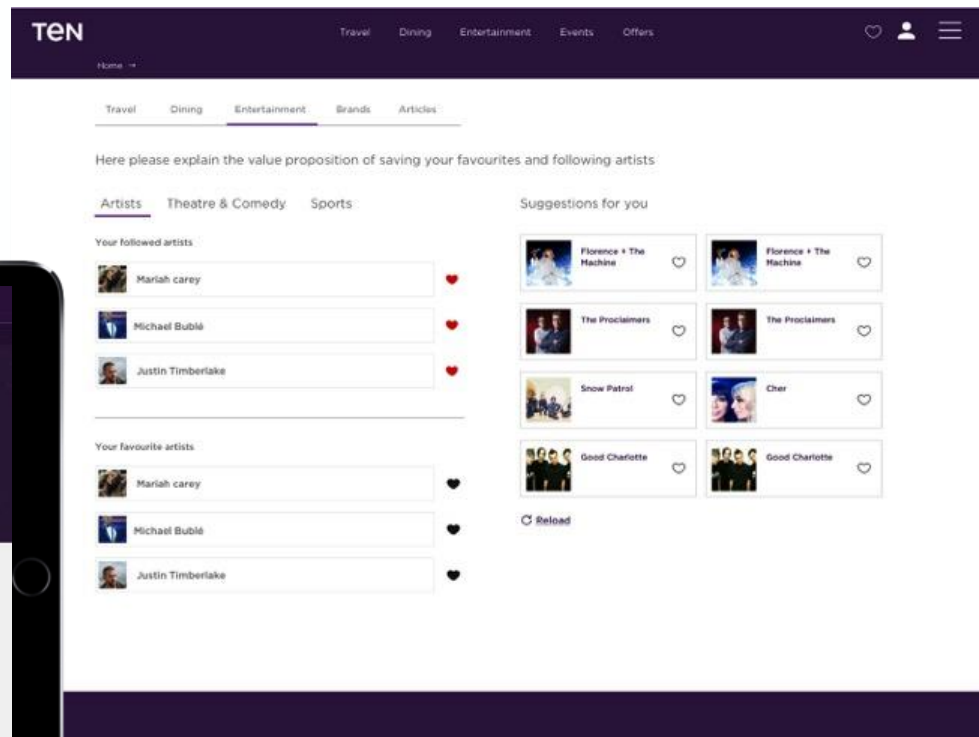 TEN
Travel Dining Entertainment Events Offers
Home →
Travel Dining Entertainment Brands Articles
Here please explain the value proposition of saving your favourites and following artists
Artists Theatre & Comedy Sports
Your followed artists
Mariah carey
Michael Bublé
Justin Timberlake
Your favourite artists
Mariah carey
Michael Bublé
Justin Timberlake
Suggestions for you
Florence + The
Machine
Florence + The
Machine
The Proclaimers
The Proclaimers
Snow Patrol
Cher
Good Charlotte
Good Charlotte
Reload